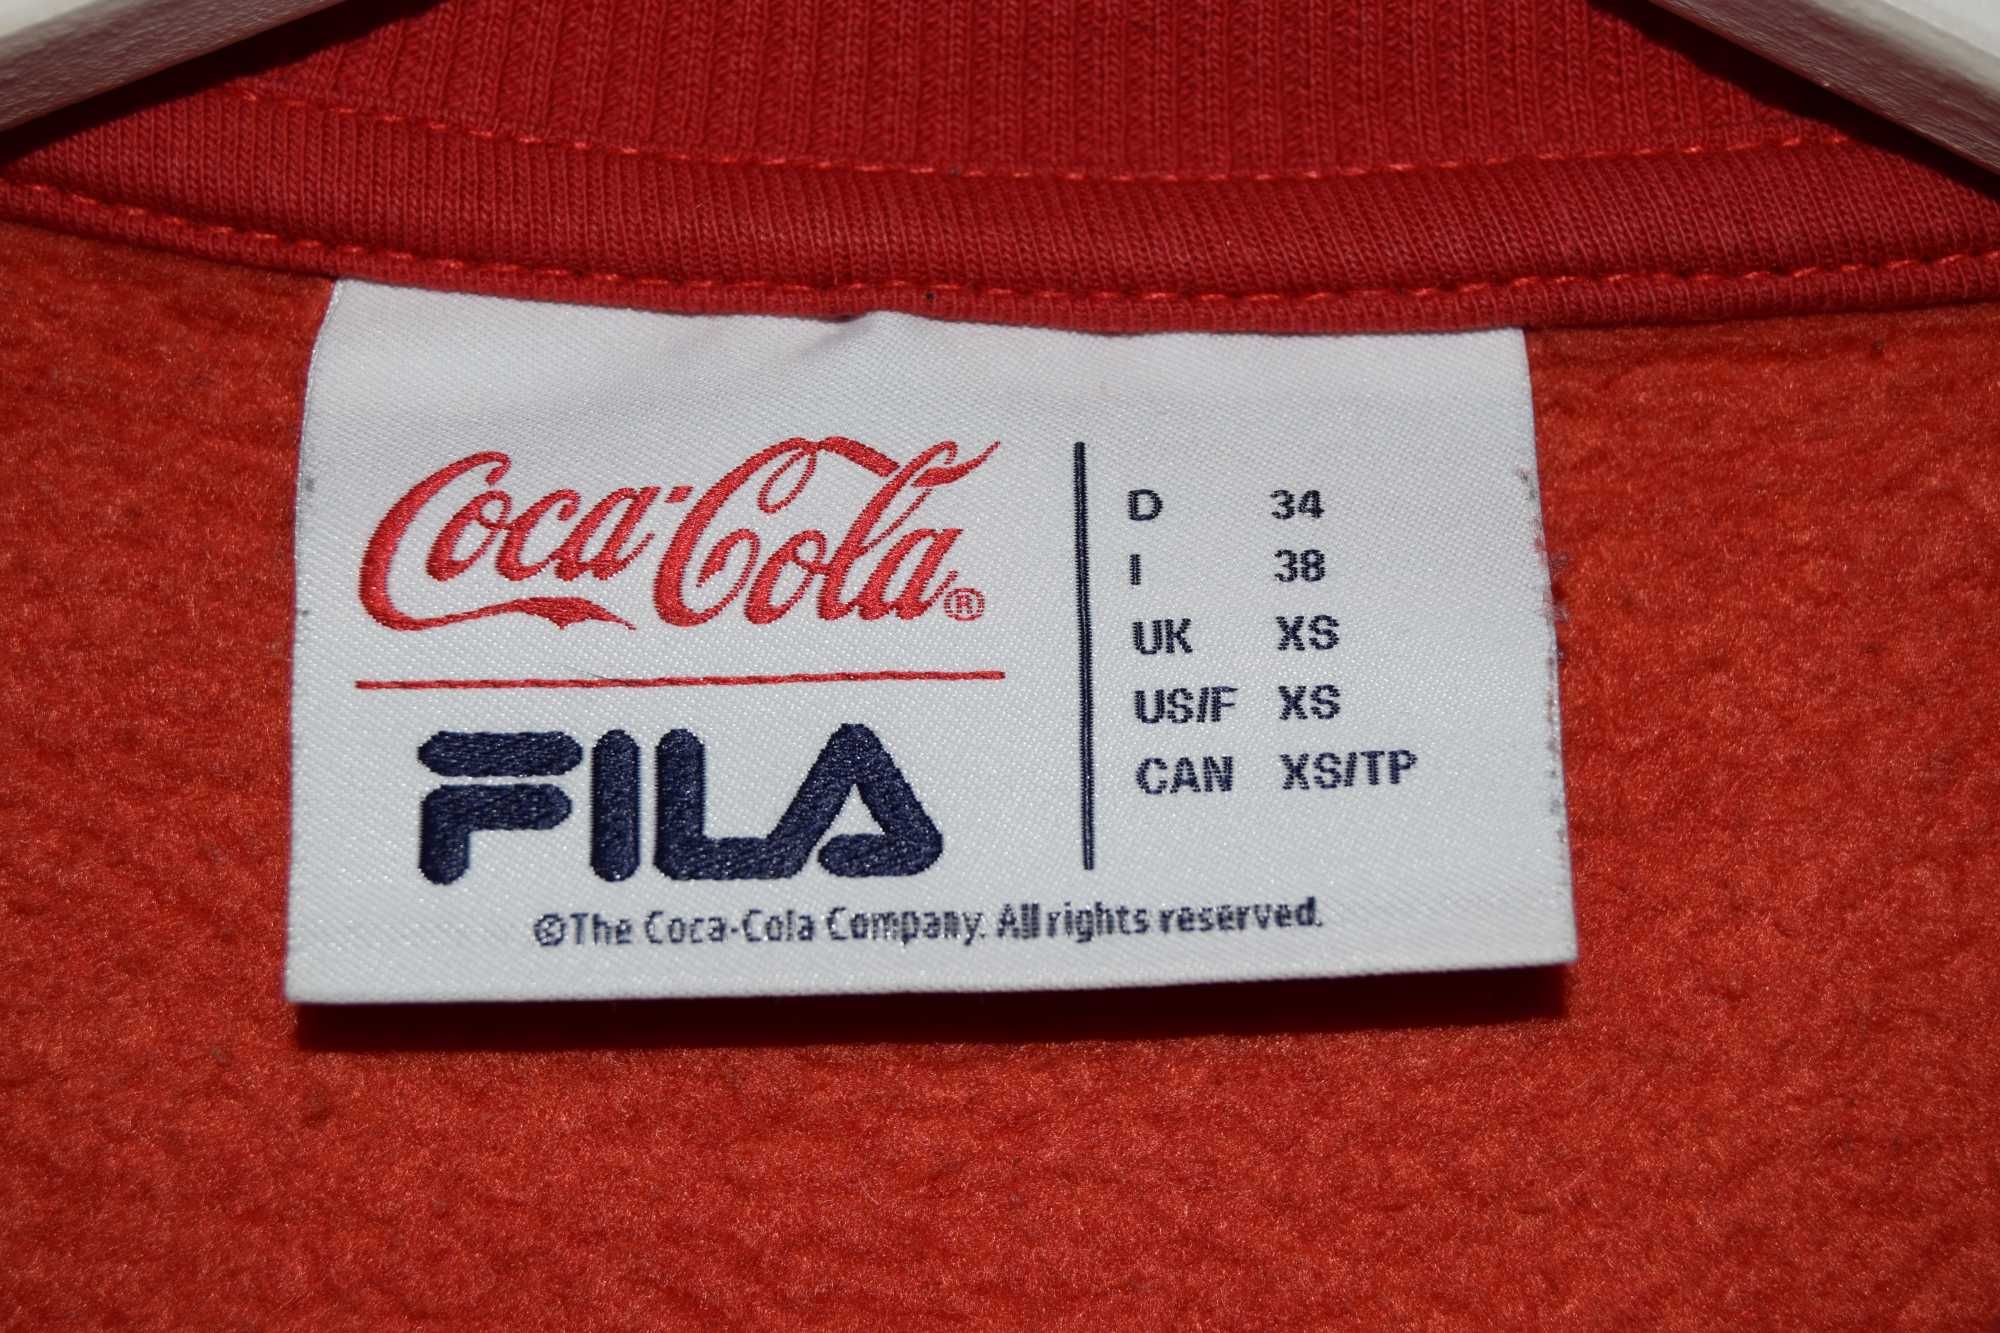 Coca-Cola®
FILA
D 34
I 38
UK XS
US/F XS
CAN XS/TP
©The Coca-Cola Company. All rights reserved.